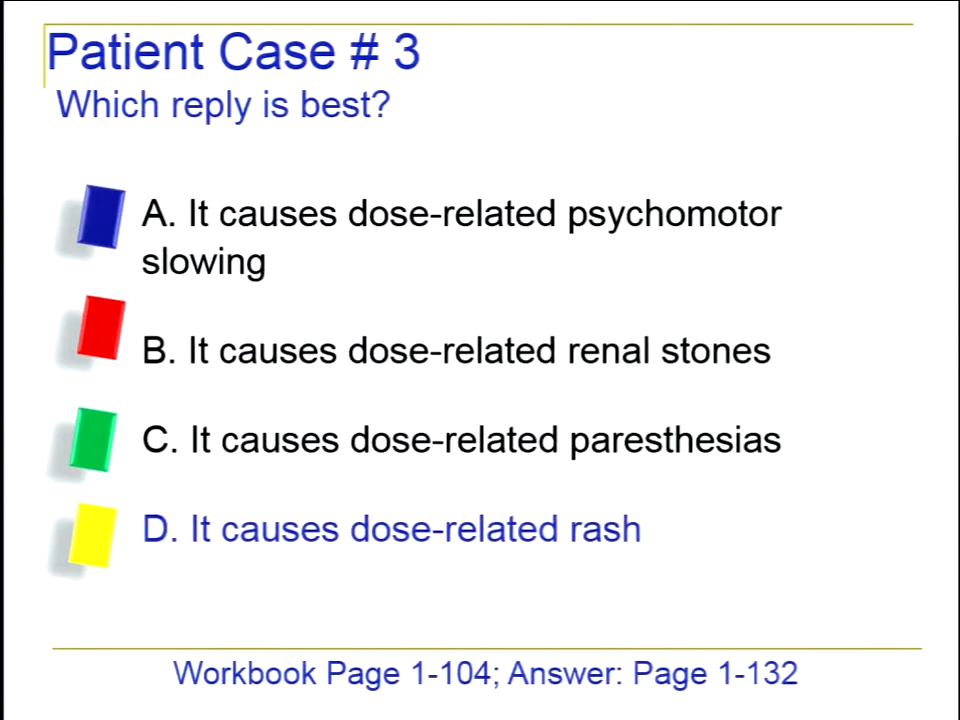 Patient Case # 3
Which reply is best?
A. It causes dose-related psychomotor
slowing
B. It causes dose-related renal stones
C. It causes dose-related paresthesias
D. It causes dose-related rash
Workbook Page 1-104; Answer: Page 1-132